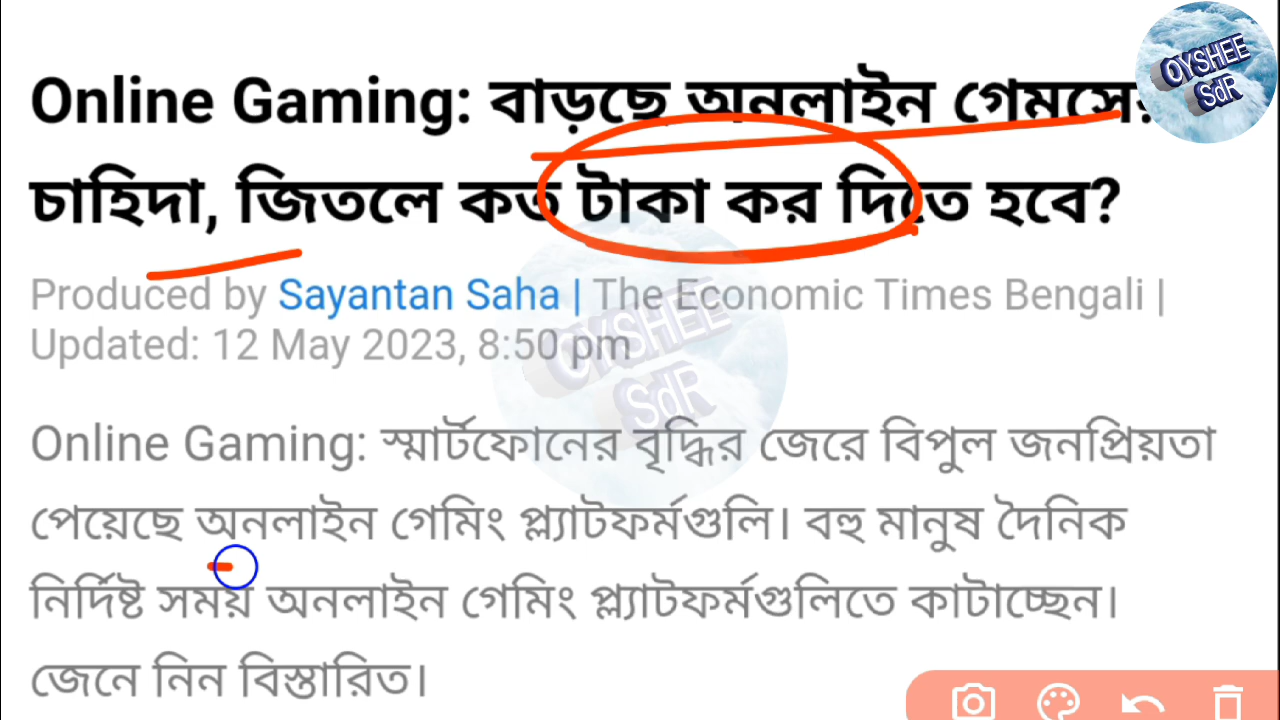 OYSHEE
SdR
Online Gaming: বাড়ছে অনলাইন গেমসের
চাহিদা, জিতলে কত টাকা কর দিতে হবে?
Produced by Sayantan Saha | The Economic Times Bengali |
Updated: 12 May 2023, 8:50 pm
OYSHEE
SdR
Online Gaming: স্মার্টফোনের বৃদ্ধির জেরে বিপুল জনপ্রিয়তা
পেয়েছে অনলাইন গেমিং প্ল্যাটফর্মগুলি। বহু মানুষ দৈনিক
নির্দিষ্ট সময় অনলাইন গেমিং প্ল্যাটফর্মগুলিতে কাটাচ্ছেন।
জেনে নিন বিস্তারিত।